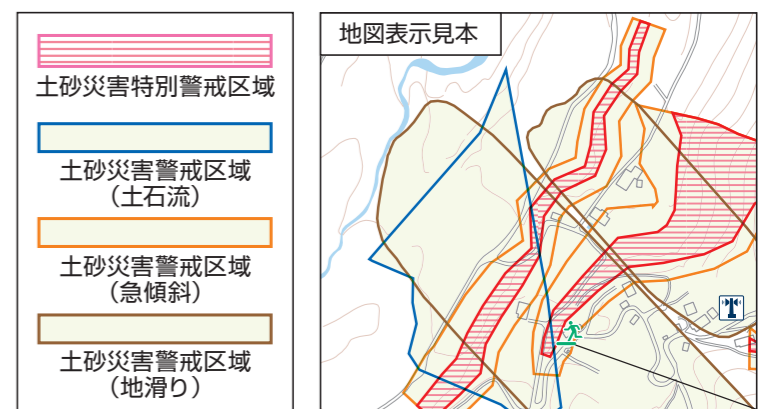 土砂災害特別警戒区域
土砂災害警戒区域
（土石流）
土砂災害警戒区域
（急傾斜）
土砂災害警戒区域
（地滑り）
地図表示見本